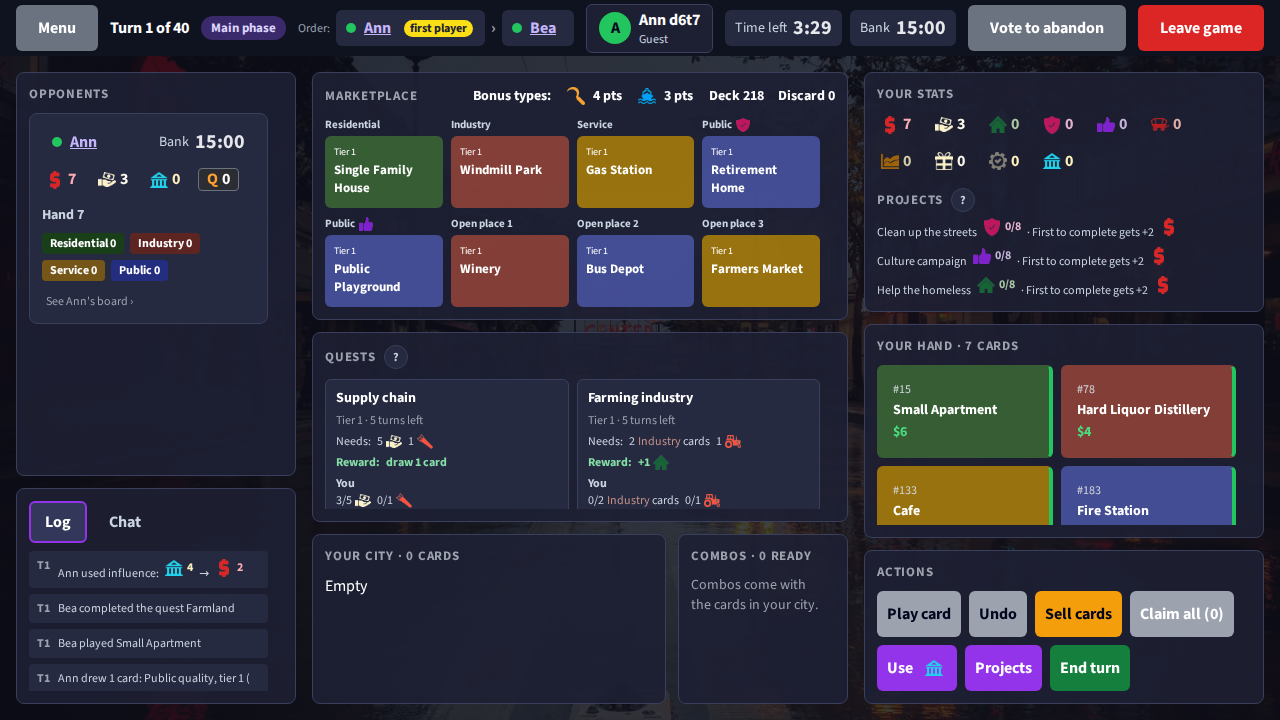 Menu
Turn 1 of 40
Main phase
Order:
Ann
first player
›
Bea
A
Ann d6t7
Guest
Time left 3:29
Bank 15:00
Vote to abandon
Leave game
OPPONENTS
Ann
Bank 15:00
7 3 0 Q 0
Hand 7
Residential 0
Industry 0
Service 0
Public 0
See Ann's board ›
Log
Chat
T1 Ann used influence: 4 → 2
T1 Bea completed the quest Farmland
T1 Bea played Small Apartment
T1 Ann drew 1 card: Public quality, tier 1 (
MARKETPLACE
Bonus types: 4 pts 3 pts Deck 218 Discard 0
Residential
Tier 1
Single Family
House
Industry
Tier 1
Windmill Park
Service
Tier 1
Gas Station
Public
Tier 1
Retirement
Home
Public
Tier 1
Public
Playground
Open place 1
Tier 1
Winery
Open place 2
Tier 1
Bus Depot
Open place 3
Tier 1
Farmers Market
QUESTS ?
Supply chain
Tier 1 · 5 turns left
Needs: 5 1
Reward: draw 1 card
You
3/5 0/1
Farming industry
Tier 1 · 5 turns left
Needs: 2 Industry cards 1
Reward: +1
You
0/2 Industry cards 0/1
YOUR CITY · 0 CARDS
Empty
COMBOS · 0 READY
Combos come with
the cards in your city.
YOUR STATS
7 3 0 0 0 0
0 0 0 0
PROJECTS ?
Clean up the streets 0/8 · First to complete gets +2
Culture campaign 0/8 · First to complete gets +2
Help the homeless 0/8 · First to complete gets +2
YOUR HAND · 7 CARDS
#15
Small Apartment
$6
#78
Hard Liquor Distillery
$4
#133
Cafe
#183
Fire Station
ACTIONS
Play card
Undo
Sell cards
Claim all (0)
Use
Projects
End turn